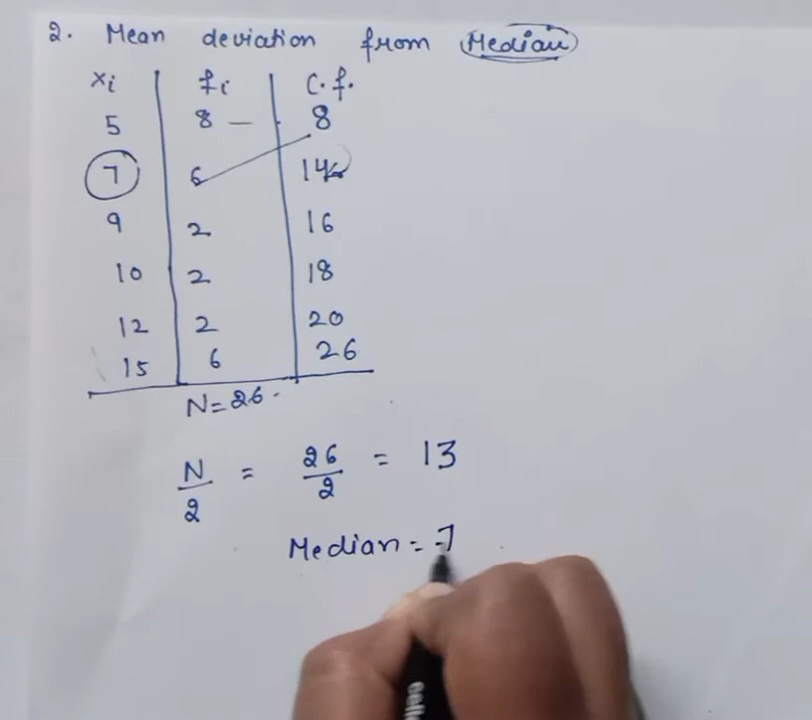 2. Mean deviation from Median
xi fi C.f.
5 8 8
7 6 14
9 2 16
10 2 18
12 2 20
15 6 26
N=26
N/2 = 26/2 = 13
Median = 7